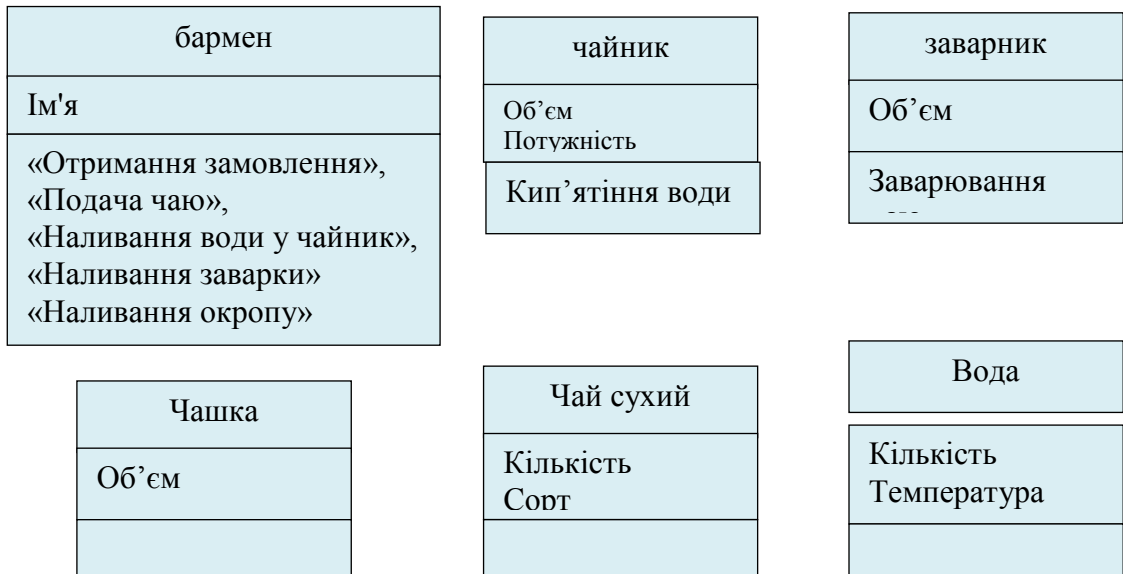 бармен
Ім'я
«Отримання замовлення»,
«Подача чаю»,
«Наливання води у чайник»,
«Наливання заварки»
«Наливання окропу»
чайник
Об’єм
Потужність
Кип’ятіння води
заварник
Об’єм
Заварювання
Чашка
Об’єм
Чай сухий
Кількість
Сорт
Вода
Кількість
Температура